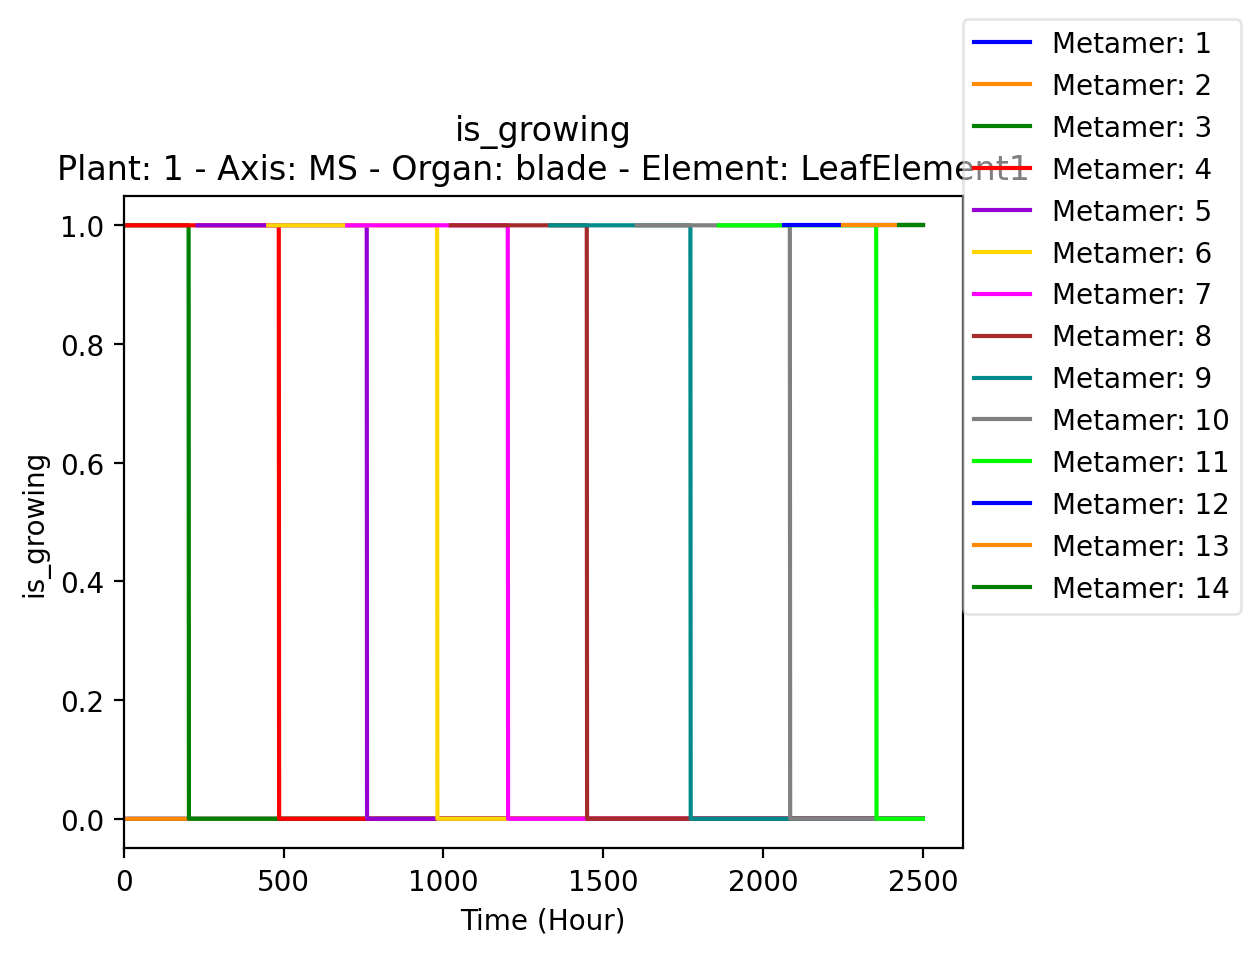 is_growing
Plant: 1 - Axis: MS - Organ: blade - Element: LeafElement1
Metamer: 1
Metamer: 2
Metamer: 3
Metamer: 4
Metamer: 5
Metamer: 6
Metamer: 7
Metamer: 8
Metamer: 9
Metamer: 10
Metamer: 11
Metamer: 12
Metamer: 13
Metamer: 14
is_growing
1.0
0.8
0.6
0.4
0.2
0.0
0 500 1000 1500 2000 2500
Time (Hour)